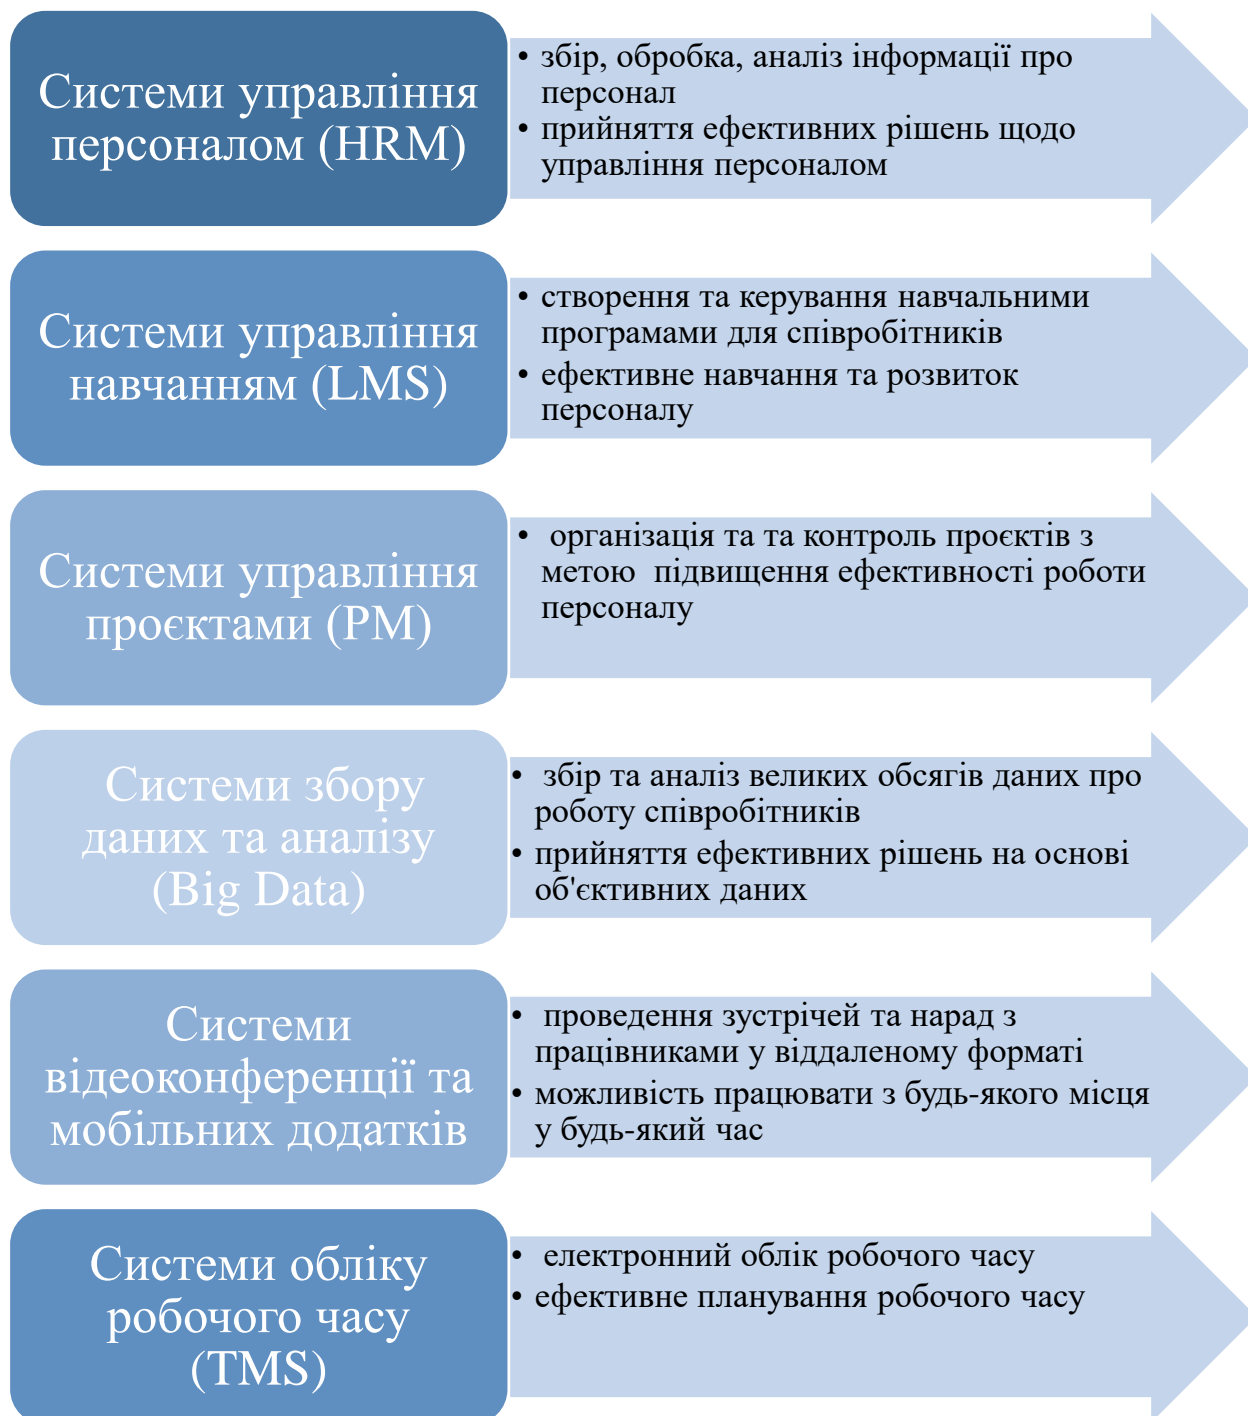 Системи управління
персоналом (HRM)
• збір, обробка, аналіз інформації про
персонал
• прийняття ефективних рішень щодо
управління персоналом
Системи управління
навчанням (LMS)
• створення та керування навчальними
програмами для співробітників
• ефективне навчання та розвиток
персоналу
Системи управління
проєктами (PM)
• організація та та контроль проєктів з
метою підвищення ефективності роботи
персоналу
Системи збору
даних та аналізу
(Big Data)
• збір та аналіз великих обсягів даних про
роботу співробітників
• прийняття ефективних рішень на основі
об'єктивних даних
Системи
відеоконференції та
мобільних додатків
• проведення зустрічей та нарад з
працівниками у віддаленому форматі
• можливість працювати з будь-якого місця
у будь-який час
Системи обліку
робочого часу
(TMS)
• електронний облік робочого часу
• ефективне планування робочого часу